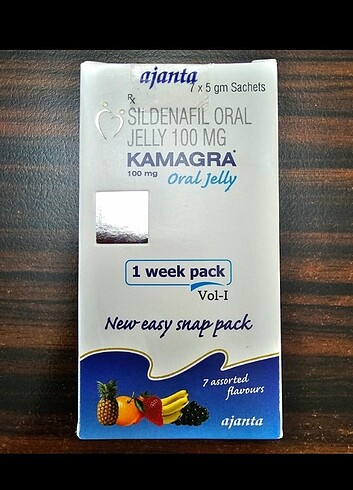 ajanta
7 x 5 gm Sachets
Rx
SILDENAFIL ORAL
JELLY 100 MG
KAMAGRA®
100 mg Oral Jelly
1 week pack
Vol-I
New easy snap pack
7 assorted
flavours
ajanta